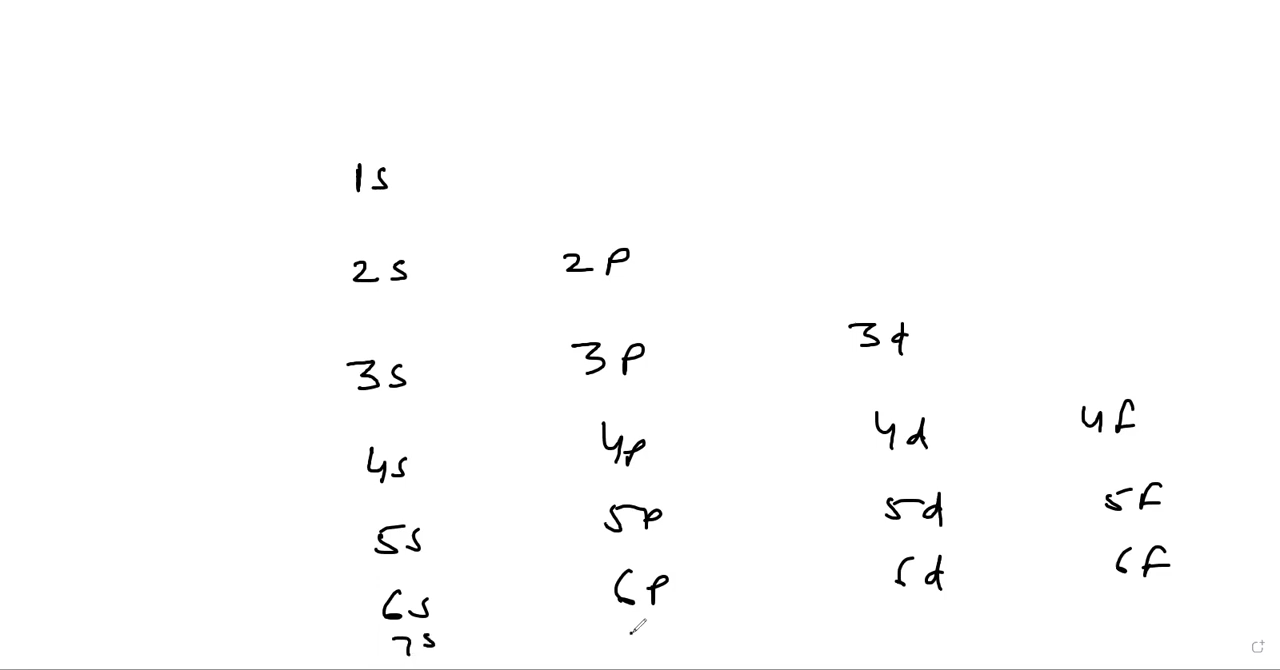 1s
2s 2p
3s 3p 3d
4s 4p 4d 4f
5s 5p 5d 5f
6s 6p 6d 6f
7s